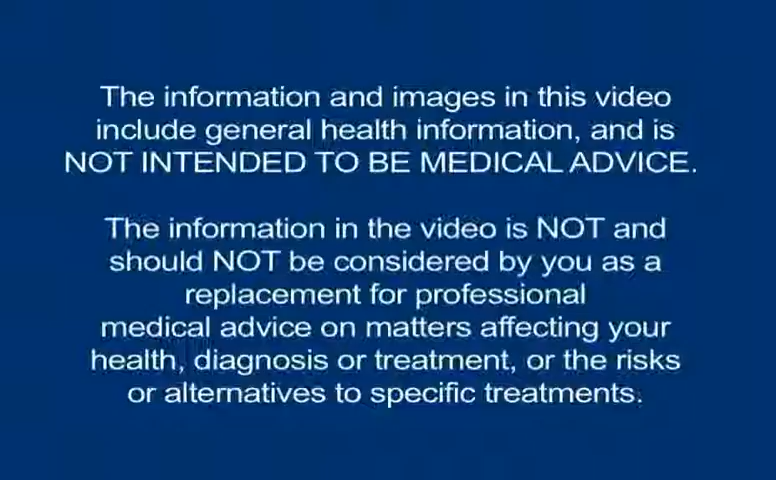 The information and images in this video
include general health information, and is
NOT INTENDED TO BE MEDICAL ADVICE.
The information in the video is NOT and
should NOT be considered by you as a
replacement for professional
medical advice on matters affecting your
health, diagnosis or treatment, or the risks
or alternatives to specific treatments.